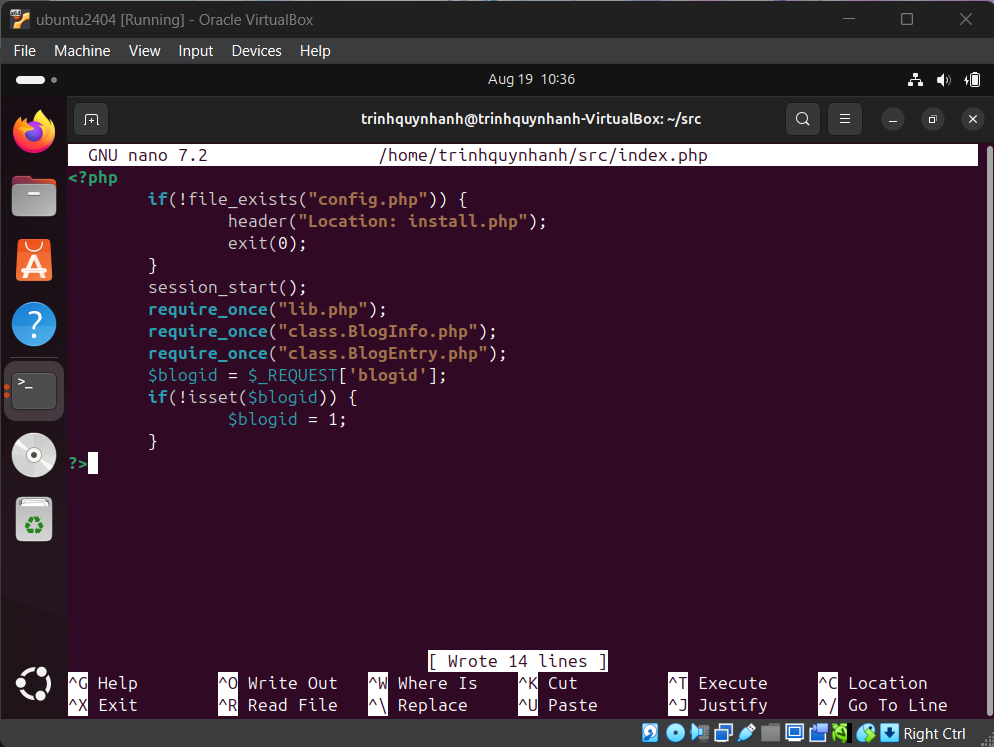 ubuntu2404 [Running] - Oracle VirtualBox
File Machine View Input Devices Help
Aug 19 10:36
trinhquynhanh@trinhquynhanh-VirtualBox: ~/src
GNU nano 7.2 /home/trinhquynhanh/src/index.php
<?php
if(!file_exists("config.php")) {
header("Location: install.php");
exit(0);
}
session_start();
require_once("lib.php");
require_once("class.BlogInfo.php");
require_once("class.BlogEntry.php");
$blogid = $_REQUEST['blogid'];
if(!isset($blogid)) {
$blogid = 1;
}
?>
[ Wrote 14 lines ]
^G Help ^O Write Out ^W Where Is ^K Cut ^T Execute ^C Location
^X Exit ^R Read File ^\ Replace ^U Paste ^J Justify ^/ Go To Line
Right Ctrl